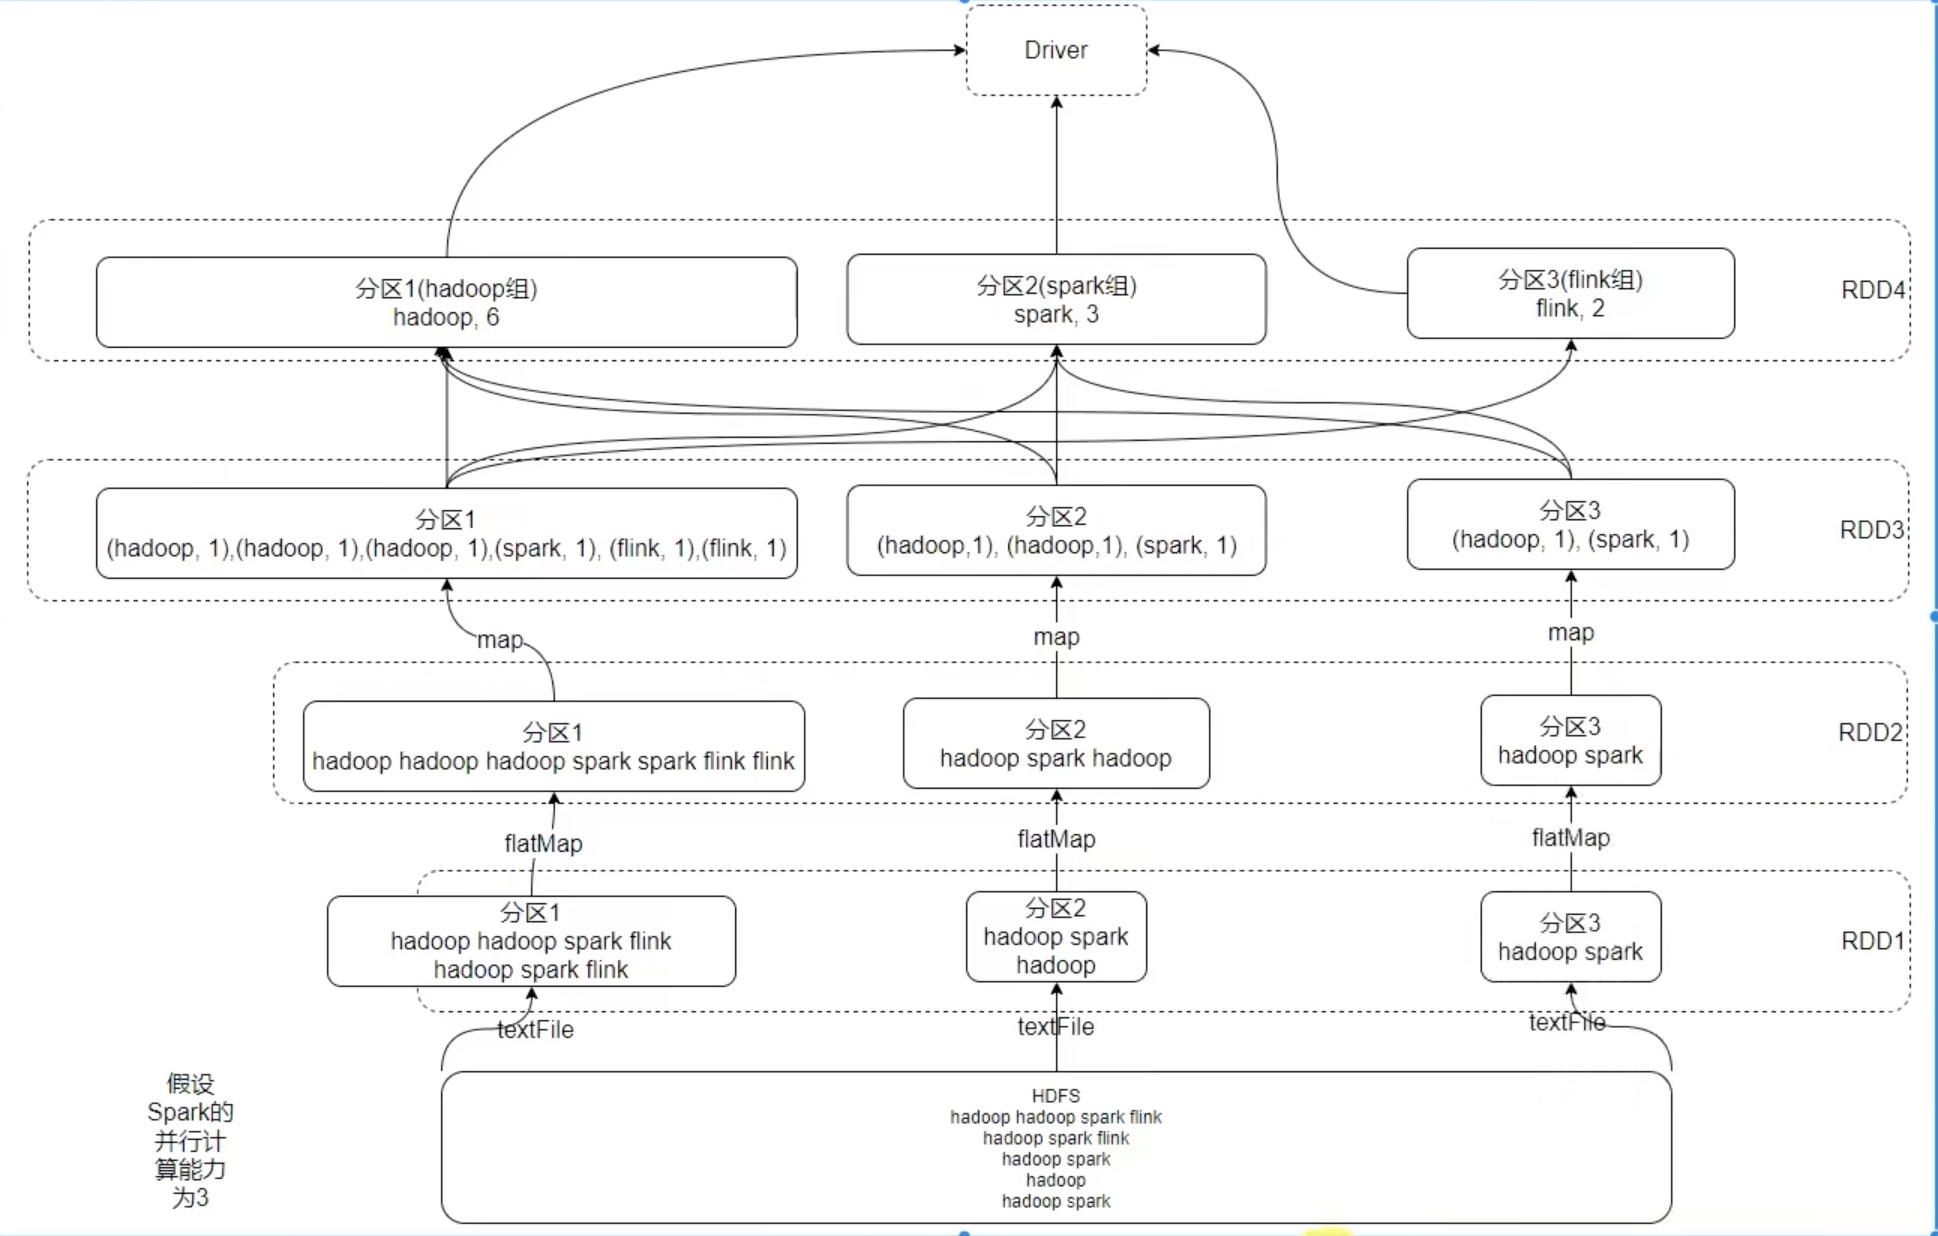 Driver
分区1(hadoop组)
hadoop, 6
分区2(spark组)
spark, 3
分区3(flink组)
flink, 2
RDD4
分区1
(hadoop, 1),(hadoop, 1),(hadoop, 1),(spark, 1), (flink, 1),(flink, 1)
分区2
(hadoop,1), (hadoop,1), (spark, 1)
分区3
(hadoop, 1), (spark, 1)
RDD3
map
map
map
分区1
hadoop hadoop hadoop spark spark flink flink
分区2
hadoop spark hadoop
分区3
hadoop spark
RDD2
flatMap
flatMap
flatMap
分区1
hadoop hadoop spark flink
hadoop spark flink
分区2
hadoop spark
hadoop
分区3
hadoop spark
RDD1
textFile
textFile
textFile
假设
Spark的
并行计
算能力
为3
HDFS
hadoop hadoop spark flink
hadoop spark flink
hadoop spark
hadoop
hadoop spark